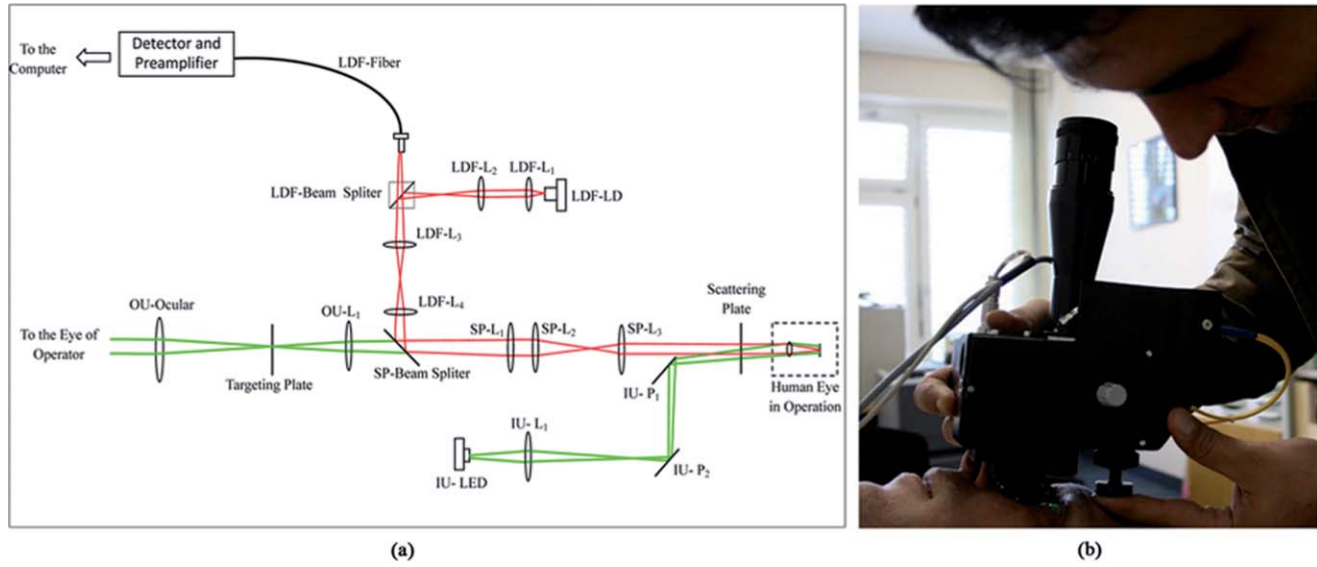 To the
Computer
Detector and
Preamplifier
LDF-Fiber
LDF-Beam Spliter
LDF-L2
LDF-L1
LDF-LD
LDF-L3
LDF-L4
OU-Ocular
OU-L1
SP-L1
SP-L2
SP-L3
Scattering
Plate
To the Eye of
Operator
Targeting Plate
SP-Beam Spliter
IU- P1
Human Eye
in Operation
IU- L1
IU- LED
IU- P2
(a)
(b)